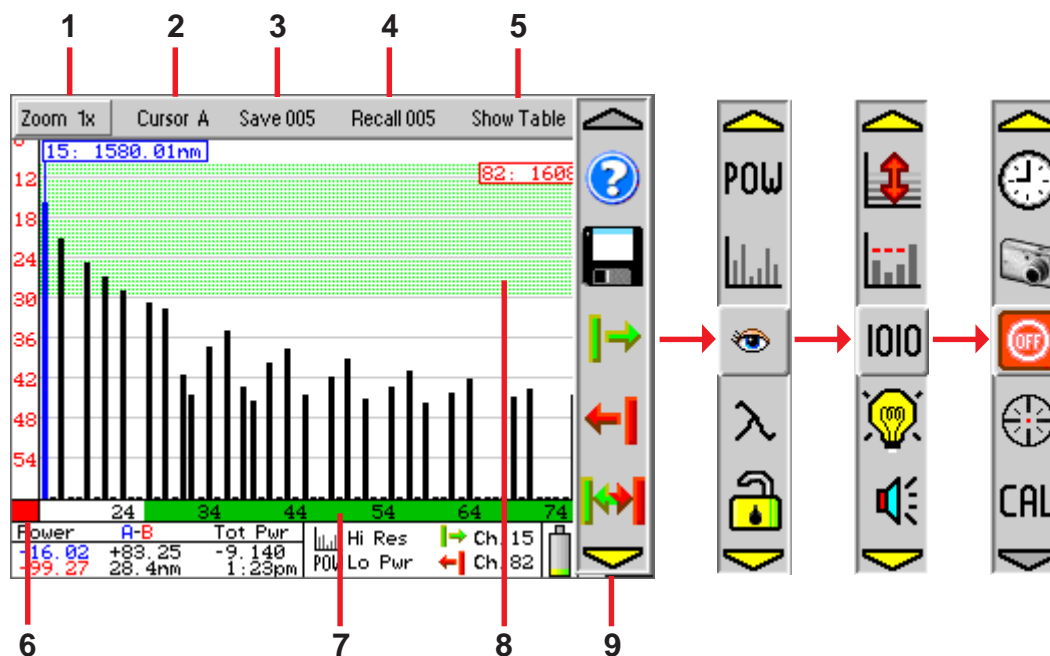 1 2 3 4 5
Zoom 1x Cursor A Save 005 Recall 005 Show Table
15: 1580.01nm
82: 1608
12
18
24
30
36
42
48
54
24 34 44 54 64 74
Power A-B Tot Pwr
-16.02 +83.25 -9.140
-99.27 28.4nm 1:23pm
Hi Res Ch. 15
POW Lo Pwr Ch. 82
POW
λ
1010
OFF
CAL
6 7 8 9